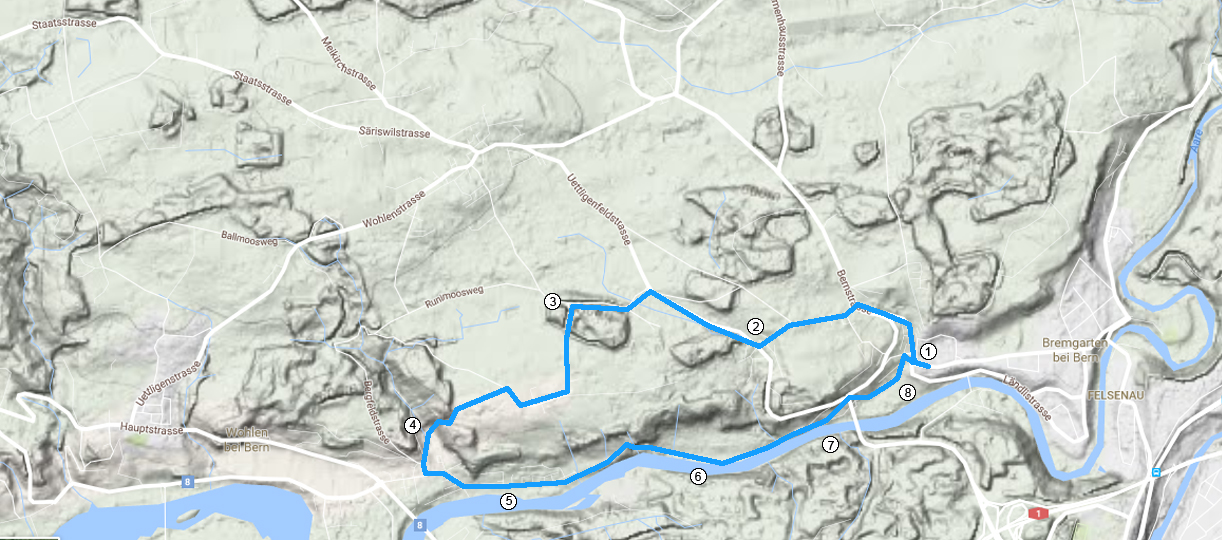 Staatsstrasse
Meikirchstrasse
Staatsstrasse
Säriswilstrasse
Uettligenfeldstrasse
Wohlenstrasse
Ballmoosweg
Aare
Bernstrasse
Runimoosweg
3
2
1
Bremgarten
bei Bern
Uettligenstrasse
Bergfeldstrasse
Ländlistrasse
8
FELSENAU
4
Hauptstrasse
Wohlen
bei Bern
7
6
8
5
8
1